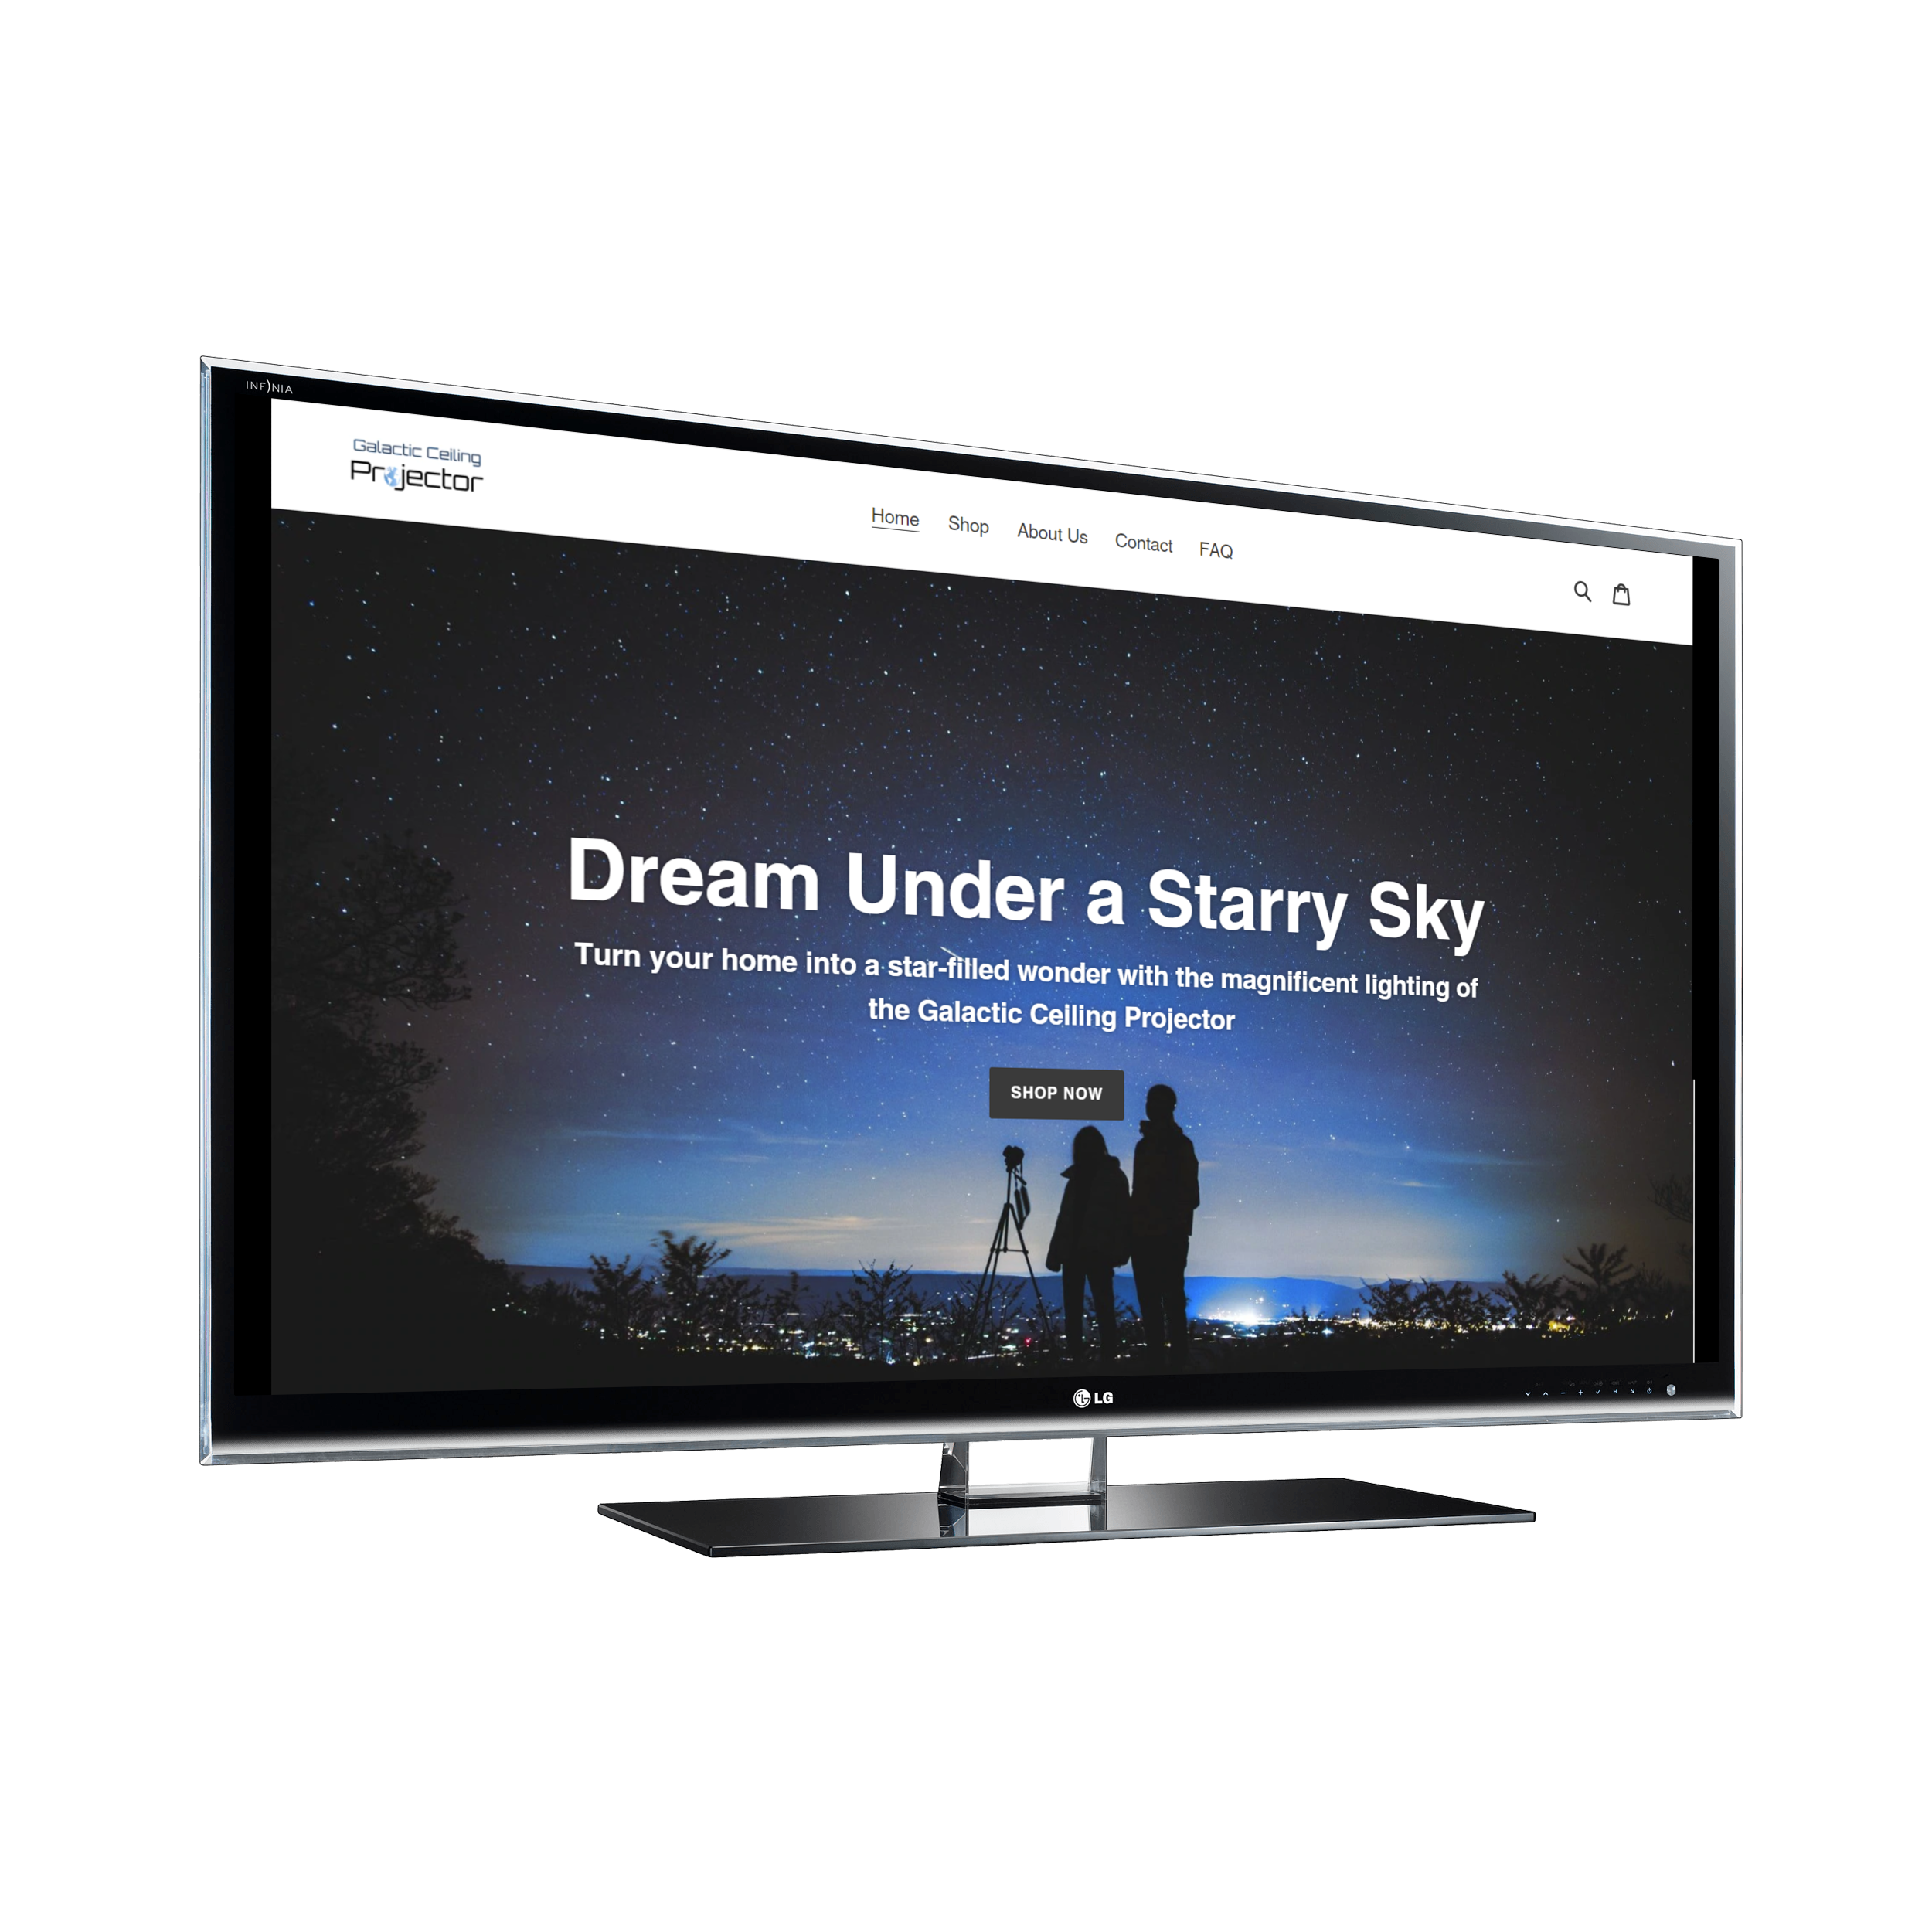 INFINIA
Galactic Ceiling
Projector
Home Shop About Us Contact FAQ
Dream Under a Starry Sky
Turn your home into a star-filled wonder with the magnificent lighting of
the Galactic Ceiling Projector
SHOP NOW
LG